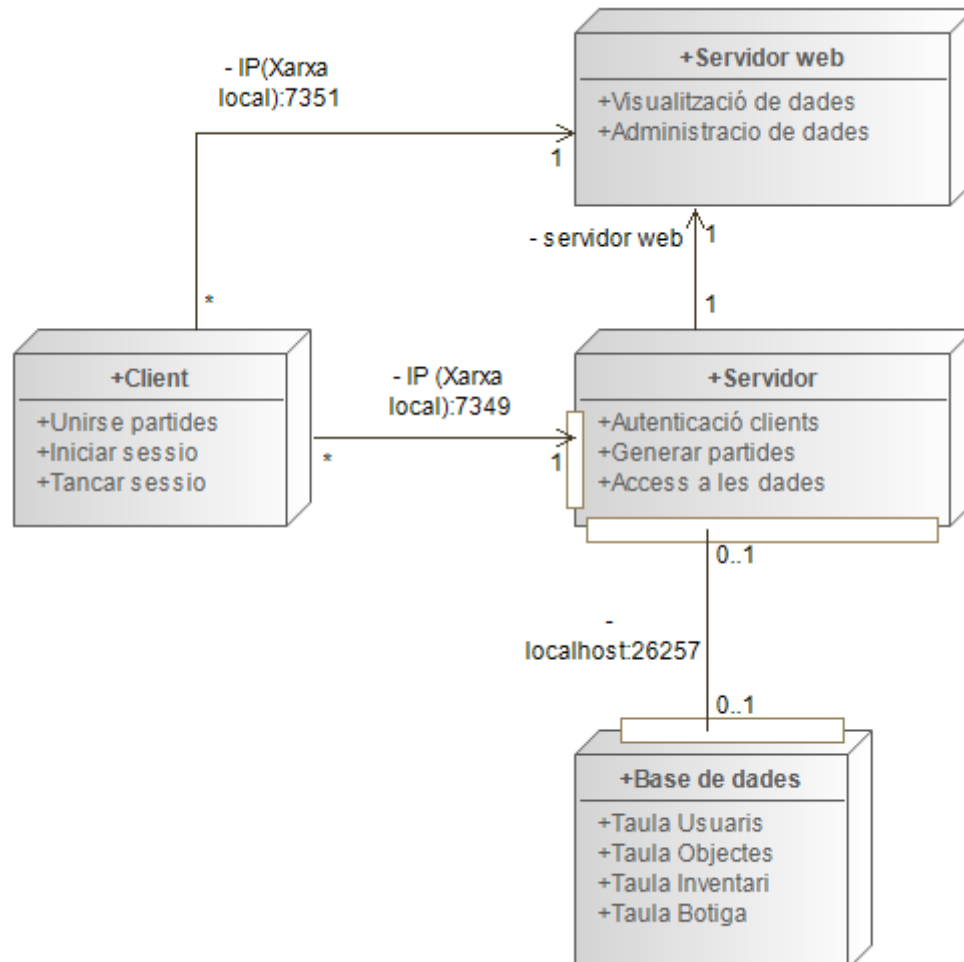 +Servidor web
+Visualització de dades
+Administracio de dades
- IP(Xarxa
local):7351
1
*
- servidor web
1
1
+Client
+Unirse partides
+Iniciar sessio
+Tancar sessio
- IP (Xarxa
local):7349
*
1
+Servidor
+Autenticació clients
+Generar partides
+Access a les dades
0..1
-
localhost:26257
0..1
+Base de dades
+Taula Usuaris
+Taula Objectes
+Taula Inventari
+Taula Botiga